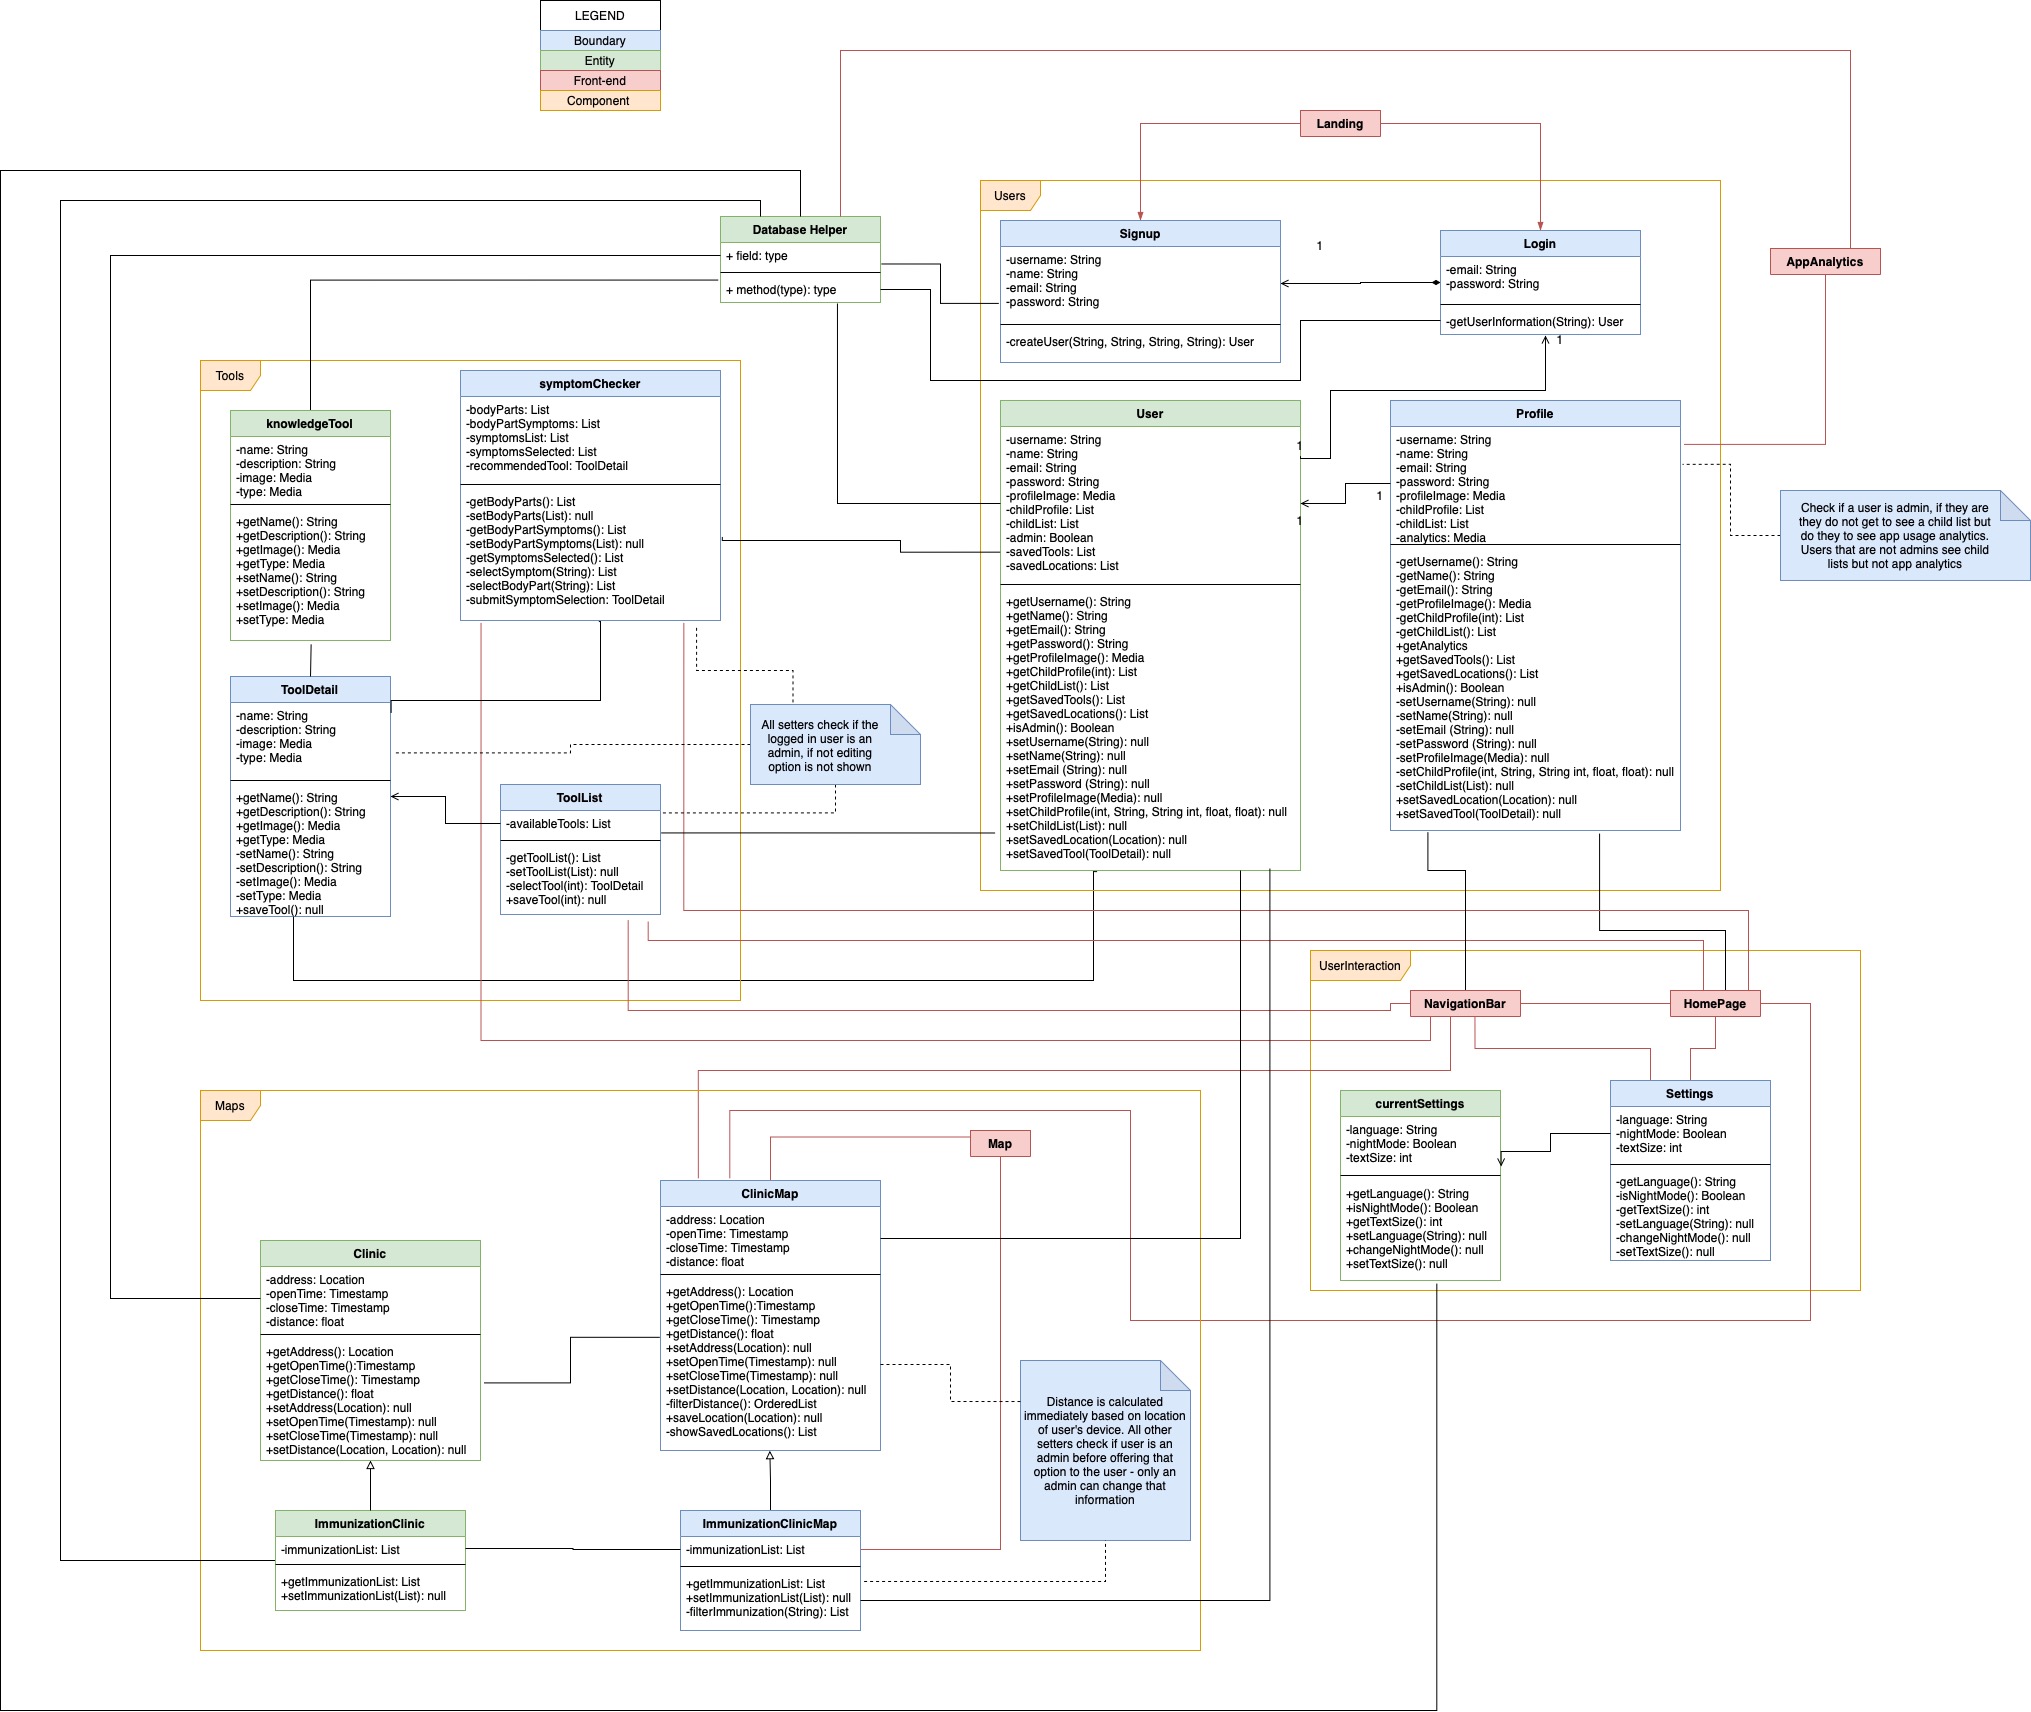 LEGEND
Boundary
Entity
Front-end
Component
Landing
Users
Database Helper
+ field: type
+ method(type): type
Signup
-username: String
-name: String
-email: String
-password: String
-createUser(String, String, String, String): User
1
Login
-email: String
-password: String
-getUserInformation(String): User
1
AppAnalytics
Tools
knowledgeTool
-name: String
-description: String
-image: Media
-type: Media
+getName(): String
+getDescription(): String
+getImage(): Media
+getType: Media
+setName(): String
+setDescription(): String
+setImage(): Media
+setType: Media
symptomChecker
-bodyParts: List
-bodyPartSymptoms: List
-symptomsList: List
-symptomsSelected: List
-recommendedTool: ToolDetail
-getBodyParts(): List
-setBodyParts(List): null
-getBodyPartSymptoms(): List
-setBodyPartSymptoms(List): null
-getSymptomsSelected(): List
-selectSymptom(String): List
-selectBodyPart(String): List
-submitSymptomSelection: ToolDetail
User
-username: String
-name: String
-email: String
-password: String
-profileImage: Media
-childProfile: List
-childList: List
-admin: Boolean
-savedTools: List
-savedLocations: List
+getUsername(): String
+getName(): String
+getEmail(): String
+getPassword(): String
+getProfileImage(): Media
+getChildProfile(int): List
+getChildList(): List
+getSavedTools(): List
+getSavedLocations(): List
+isAdmin(): Boolean
+setUsername(String): null
+setName(String): null
+setEmail (String): null
+setPassword (String): null
+setProfileImage(Media): null
+setChildProfile(int, String, String int, float, float): null
+setChildList(List): null
+setSavedLocation(Location): null
+setSavedTool(ToolDetail): null
1
1
1
Profile
-username: String
-name: String
-email: String
-password: String
-profileImage: Media
-childProfile: List
-childList: List
-analytics: Media
-getUsername(): String
-getName(): String
-getEmail(): String
-getProfileImage(): Media
-getChildProfile(int): List
-getChildList(): List
+getAnalytics
+getSavedTools(): List
+getSavedLocations(): List
+isAdmin(): Boolean
-setUsername(String): null
-setName(String): null
-setEmail (String): null
-setPassword (String): null
-setProfileImage(Media): null
-setChildProfile(int, String, String int, float, float): null
-setChildList(List): null
+setSavedLocation(Location): null
+setSavedTool(ToolDetail): null
Check if a user is admin, if they are
they do not get to see a child list but
do they to see app usage analytics.
Users that are not admins see child
lists but not app analytics
ToolDetail
-name: String
-description: String
-image: Media
-type: Media
+getName(): String
+getDescription(): String
+getImage(): Media
+getType: Media
-setName(): String
-setDescription(): String
-setImage(): Media
-setType: Media
+saveTool(): null
All setters check if the
logged in user is an
admin, if not editing
option is not shown
ToolList
-availableTools: List
-getToolList(): List
-setToolList(List): null
-selectTool(int): ToolDetail
+saveTool(int): null
UserInteraction
NavigationBar
HomePage
currentSettings
-language: String
-nightMode: Boolean
-textSize: int
+getLanguage(): String
+isNightMode(): Boolean
+getTextSize(): int
+setLanguage(String): null
+changeNightMode(): null
+setTextSize(): null
Settings
-language: String
-nightMode: Boolean
-textSize: int
-getLanguage(): String
-isNightMode(): Boolean
-getTextSize(): int
-setLanguage(String): null
-changeNightMode(): null
-setTextSize(): null
Maps
Map
Clinic
-address: Location
-openTime: Timestamp
-closeTime: Timestamp
-distance: float
+getAddress(): Location
+getOpenTime():Timestamp
+getCloseTime(): Timestamp
+getDistance(): float
+setAddress(Location): null
+setOpenTime(Timestamp): null
+setCloseTime(Timestamp): null
+setDistance(Location, Location): null
ClinicMap
-address: Location
-openTime: Timestamp
-closeTime: Timestamp
-distance: float
+getAddress(): Location
+getOpenTime():Timestamp
+getCloseTime(): Timestamp
+getDistance(): float
+setAddress(Location): null
+setOpenTime(Timestamp): null
+setCloseTime(Timestamp): null
+setDistance(Location, Location): null
-filterDistance(): OrderedList
+saveLocation(Location): null
-showSavedLocations(): List
Distance is calculated
immediately based on location
of user's device. All other
setters check if user is an
admin before offering that
option to the user - only an
admin can change that
information
ImmunizationClinic
-immunizationList: List
+getImmunizationList: List
+setImmunizationList(List): null
ImmunizationClinicMap
-immunizationList: List
+getImmunizationList: List
+setImmunizationList(List): null
-filterImmunization(String): List